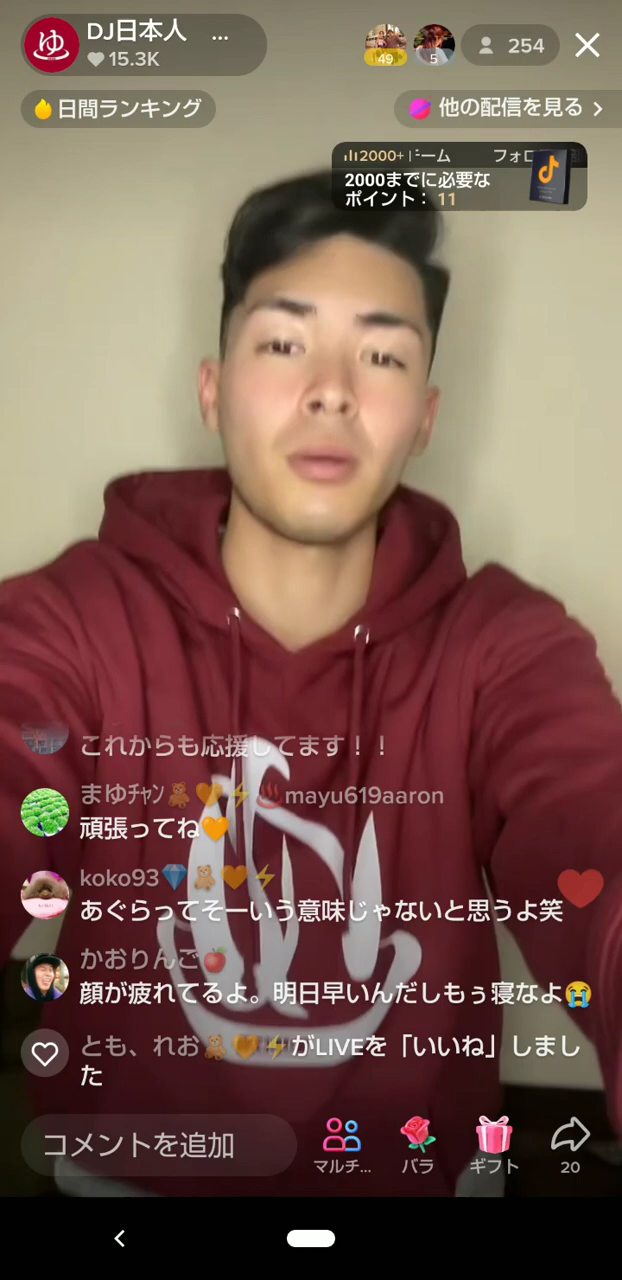 ゆ
DJ日本人 ...
15.3K
49
5
254
日間ランキング
他の配信を見る
2000+
ーム
フォロ
2000までに必要な
ポイント： 11
これからも応援してます！！
まゆﾁｬﾝ🧸🧡⚡♨️mayu619aaron
頑張ってね🧡
koko93💎🧸🧡⚡
あぐらってそーいう意味じゃないと思うよ笑
かおりんご🍎
顔が疲れてるよ。明日早いんだしもぅ寝なよ😭
とも、れお🧸🧡⚡がLIVEを「いいね」しまし
た
コメントを追加
マルチ...
バラ
ギフト
20